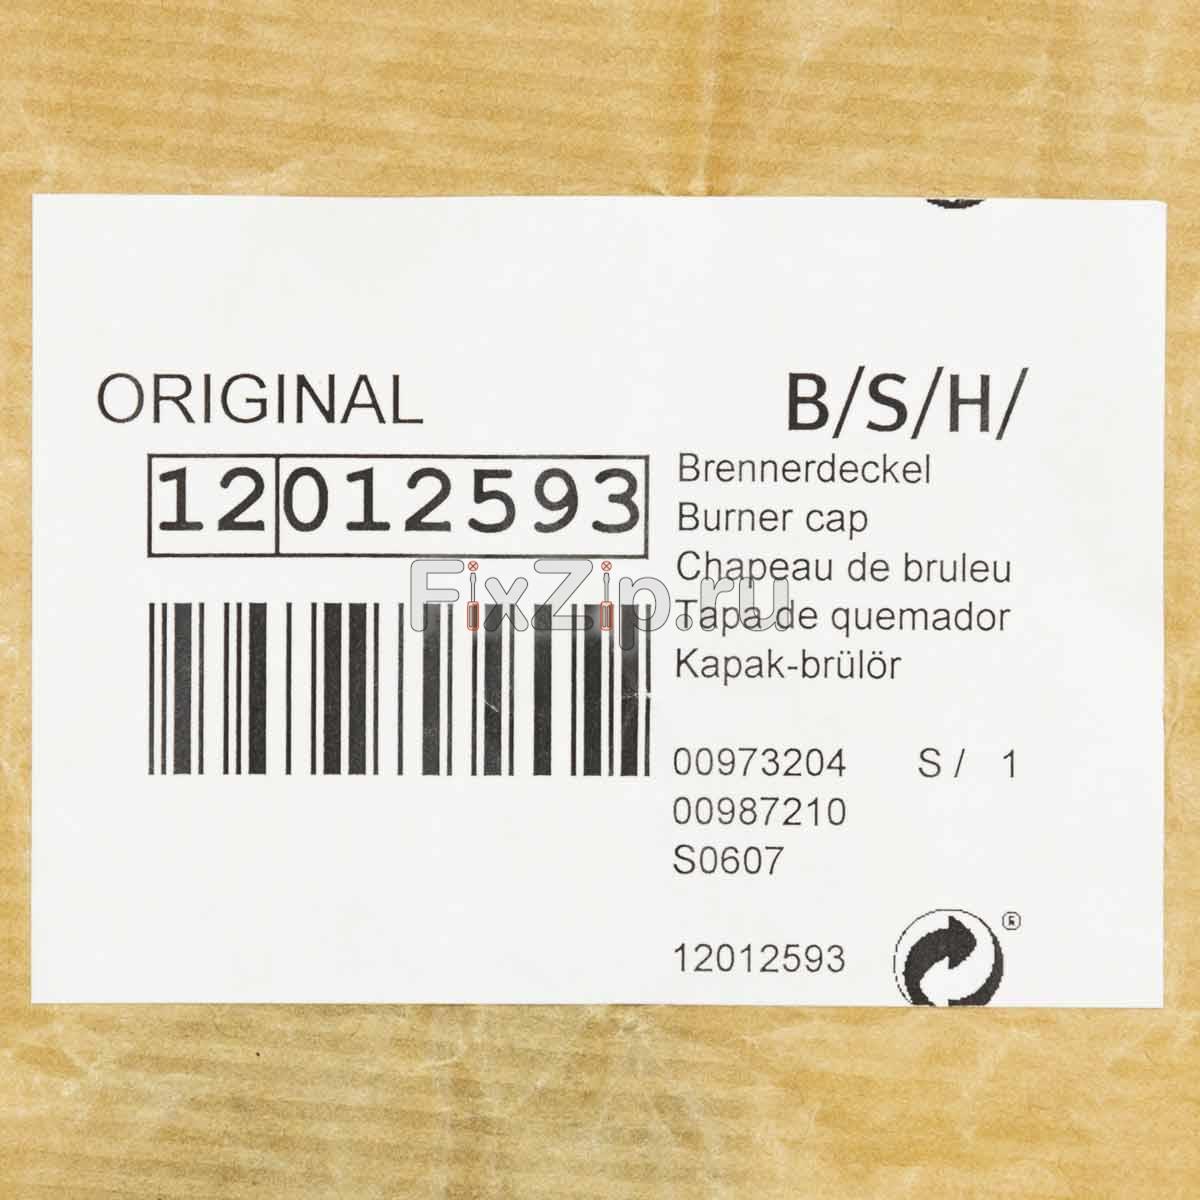 ORIGINAL
B/S/H/
12012593
Brennerdeckel
Burner cap
Chapeau de bruleu
Tapa de quemador
Kapak-brülör
FixZip.ru
00973204 S/ 1
00987210
S0607
12012593
®